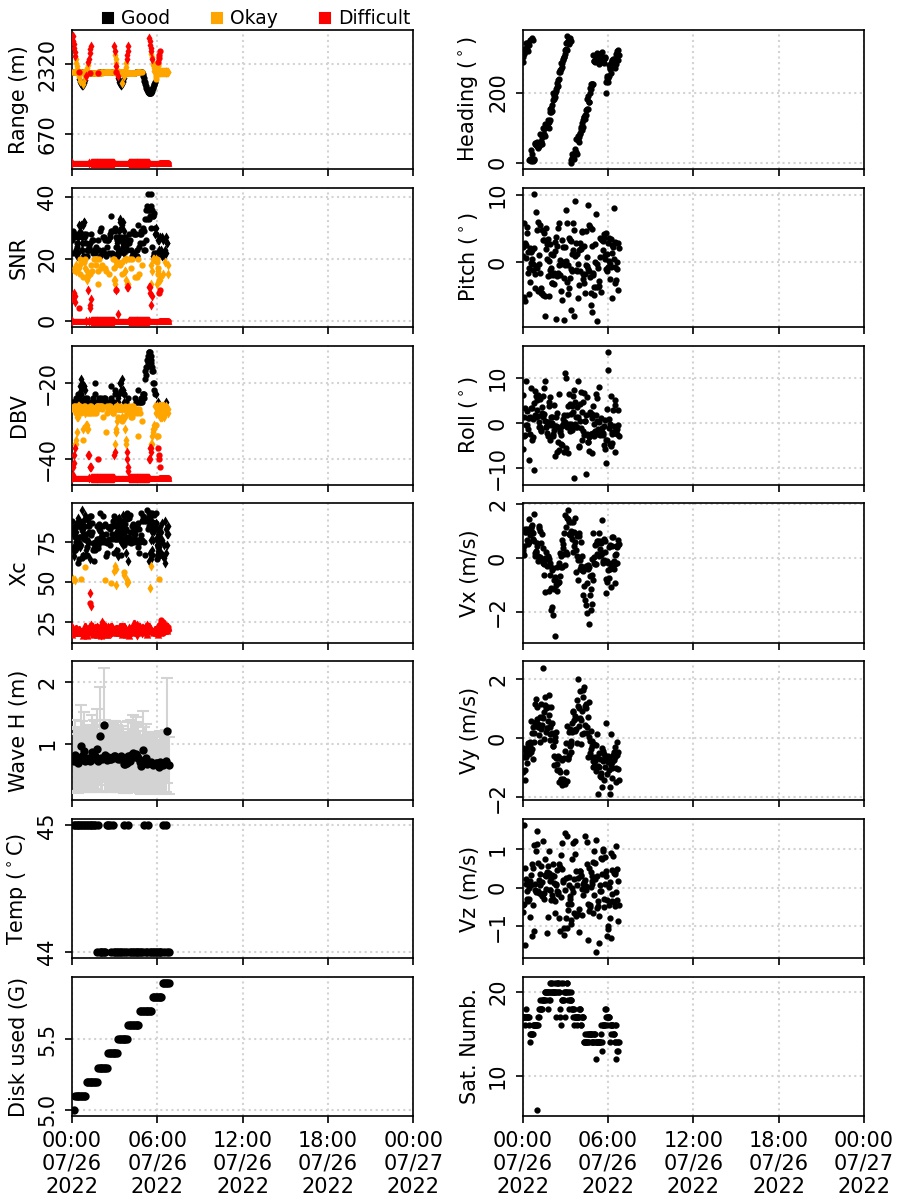 Good Okay Difficult
Range (m)
2320
670
Heading (°)
200
0
SNR
40
20
0
Pitch (°)
10
0
DBV
−20
−40
Roll (°)
10
0
−10
Xc
75
50
25
Vx (m/s)
2
0
−2
Wave H (m)
2
1
Vy (m/s)
2
0
−2
Temp (°C)
45
44
Vz (m/s)
1
0
−1
Disk used (G)
5.5
5.0
Sat. Numb.
20
10
00:00 06:00 12:00 18:00 00:00
07/26 07/26 07/26 07/26 07/27
2022 2022 2022 2022 2022
00:00 06:00 12:00 18:00 00:00
07/26 07/26 07/26 07/26 07/27
2022 2022 2022 2022 2022